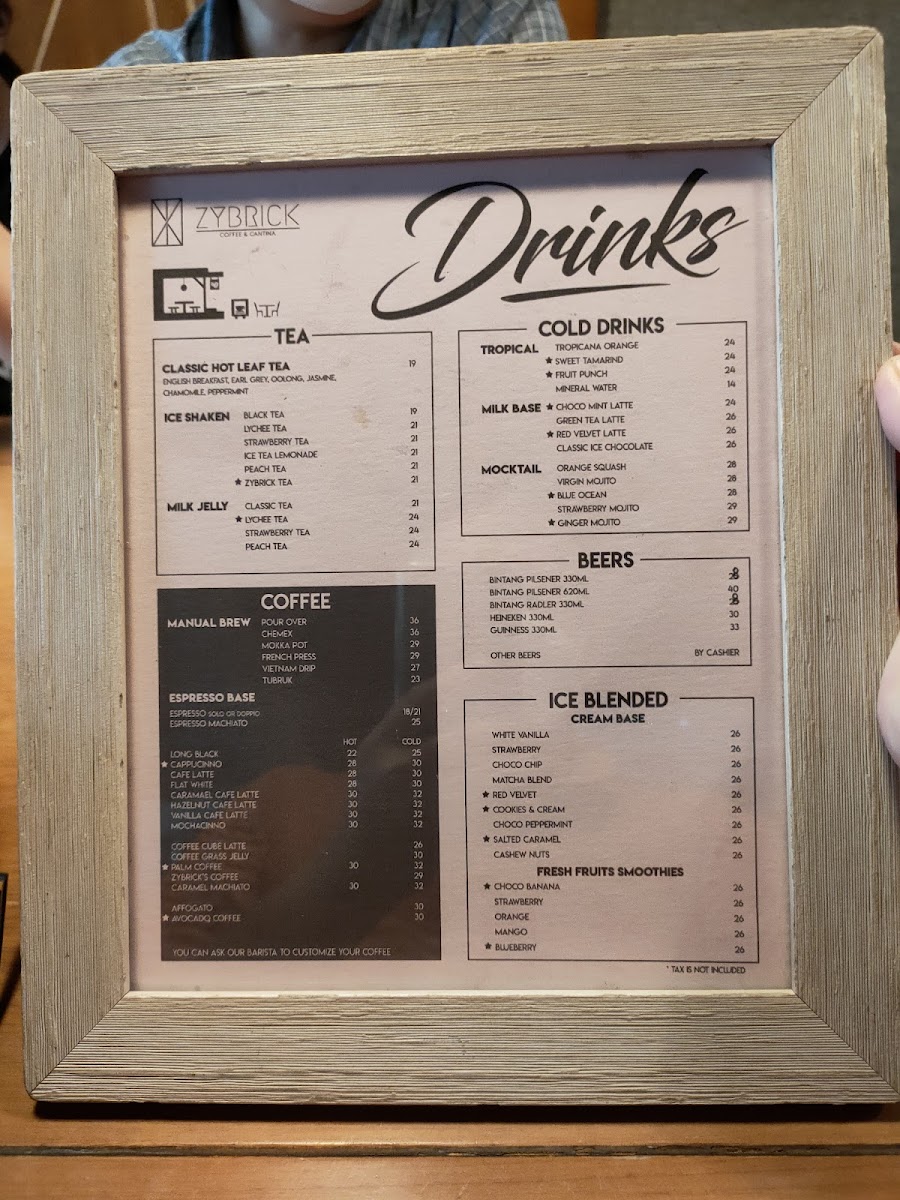 ZYBRICK
COFFEE & CANTINA
Drinks
TEA
CLASSIC HOT LEAF TEA 19
ENGLISH BREAKFAST, EARL GREY, OOLONG, JASMINE,
CHAMOMILE, PEPPERMINT
ICE SHAKEN BLACK TEA 19
LYCHEE TEA 21
STRAWBERRY TEA 21
ICE TEA LEMONADE 21
PEACH TEA 21
★ ZYBRICK TEA 21
MILK JELLY CLASSIC TEA 21
★ LYCHEE TEA 24
STRAWBERRY TEA 24
PEACH TEA 24
COFFEE
MANUAL BREW POUR OVER 36
CHEMEX 36
MOKKA POT 29
FRENCH PRESS 29
VIETNAM DRIP 27
TUBRUK 23
ESPRESSO BASE
ESPRESSO SOLO OR DOPPIO 18/21
ESPRESSO MACHIATO 25
HOT COLD
LONG BLACK 22 25
★ CAPPUCINNO 28 30
CAFE LATTE 28 30
FLAT WHITE 28 30
CARAMAEL CAFE LATTE 30 32
HAZELNUT CAFE LATTE 30 32
VANILLA CAFE LATTE 30 32
MOCHACINNO 30 32
COFFEE CUBE LATTE 26
COFFEE GRASS JELLY 30
★ PALM COFFEE 30 32
ZYBRICK'S COFFEE 29
CARAMEL MACHIATO 30 32
AFFOGATO 30
★ AVOCADO COFFEE 30
YOU CAN ASK OUR BARISTA TO CUSTOMIZE YOUR COFFEE
COLD DRINKS
TROPICAL TROPICANA ORANGE 24
★ SWEET TAMARIND 24
★ FRUIT PUNCH 24
MINERAL WATER 14
MILK BASE ★ CHOCO MINT LATTE 24
GREEN TEA LATTE 26
★ RED VELVET LATTE 26
CLASSIC ICE CHOCOLATE 26
MOCKTAIL ORANGE SQUASH 28
VIRGIN MOJITO 28
★ BLUE OCEAN 28
STRAWBERRY MOJITO 29
★ GINGER MOJITO 29
BEERS
BINTANG PILSENER 330ML
BINTANG PILSENER 620ML 40
BINTANG RADLER 330ML
HEINEKEN 330ML 30
GUINNESS 330ML 33
OTHER BEERS BY CASHIER
ICE BLENDED
CREAM BASE
WHITE VANILLA 26
STRAWBERRY 26
CHOCO CHIP 26
MATCHA BLEND 26
★ RED VELVET 26
★ COOKIES & CREAM 26
CHOCO PEPPERMINT 26
★ SALTED CARAMEL 26
CASHEW NUTS 26
FRESH FRUITS SMOOTHIES
★ CHOCO BANANA 26
STRAWBERRY 26
ORANGE 26
MANGO 26
★ BLUEBERRY 26
* TAX IS NOT INCLUDED